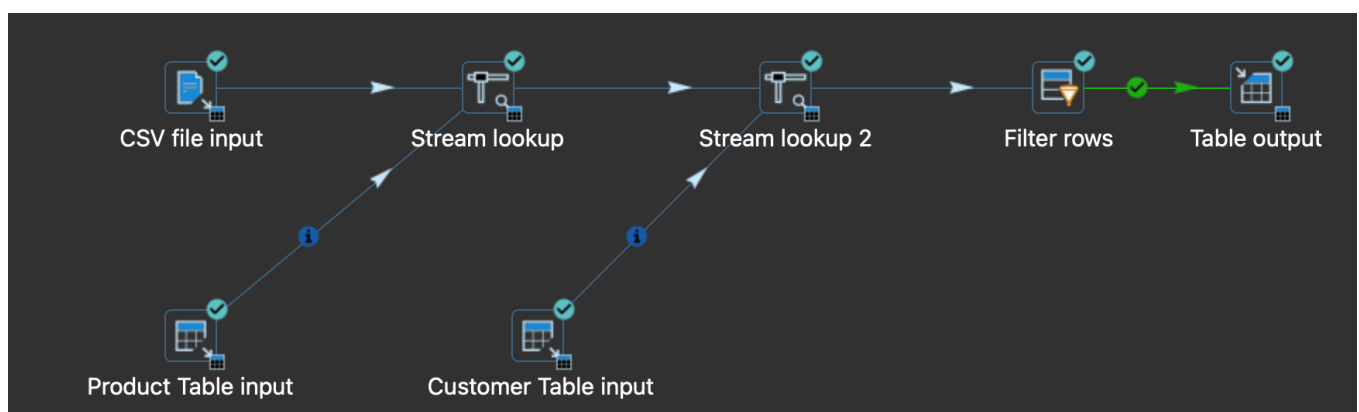 CSV file input
Stream lookup
Stream lookup 2
Filter rows
Table output
Product Table input
Customer Table input